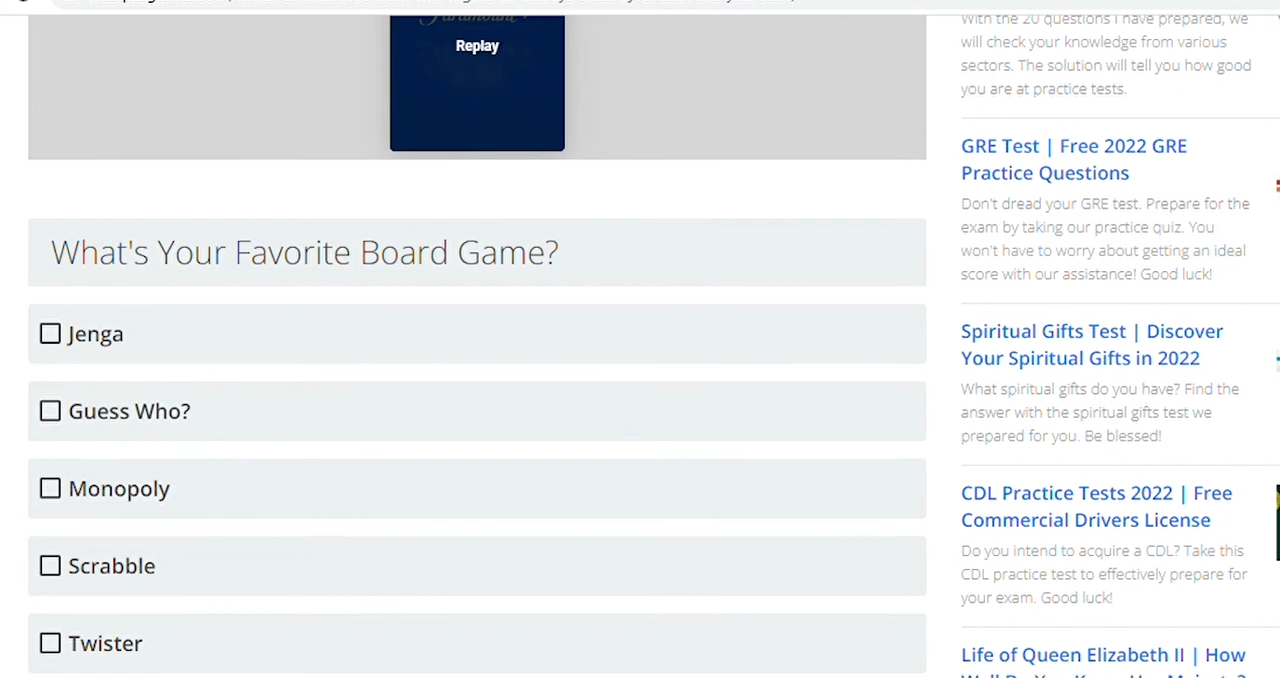 Replay
What's Your Favorite Board Game?
Jenga
Guess Who?
Monopoly
Scrabble
Twister
With the 20 questions I have prepared, we
will check your knowledge from various
sectors. The solution will tell you how good
you are at practice tests.
GRE Test | Free 2022 GRE
Practice Questions
Don't dread your GRE test. Prepare for the
exam by taking our practice quiz. You
won't have to worry about getting an ideal
score with our assistance! Good luck!
Spiritual Gifts Test | Discover
Your Spiritual Gifts in 2022
What spiritual gifts do you have? Find the
answer with the spiritual gifts test we
prepared for you. Be blessed!
CDL Practice Tests 2022 | Free
Commercial Drivers License
Do you intend to acquire a CDL? Take this
CDL practice test to effectively prepare for
your exam. Good luck!
Life of Queen Elizabeth II | How